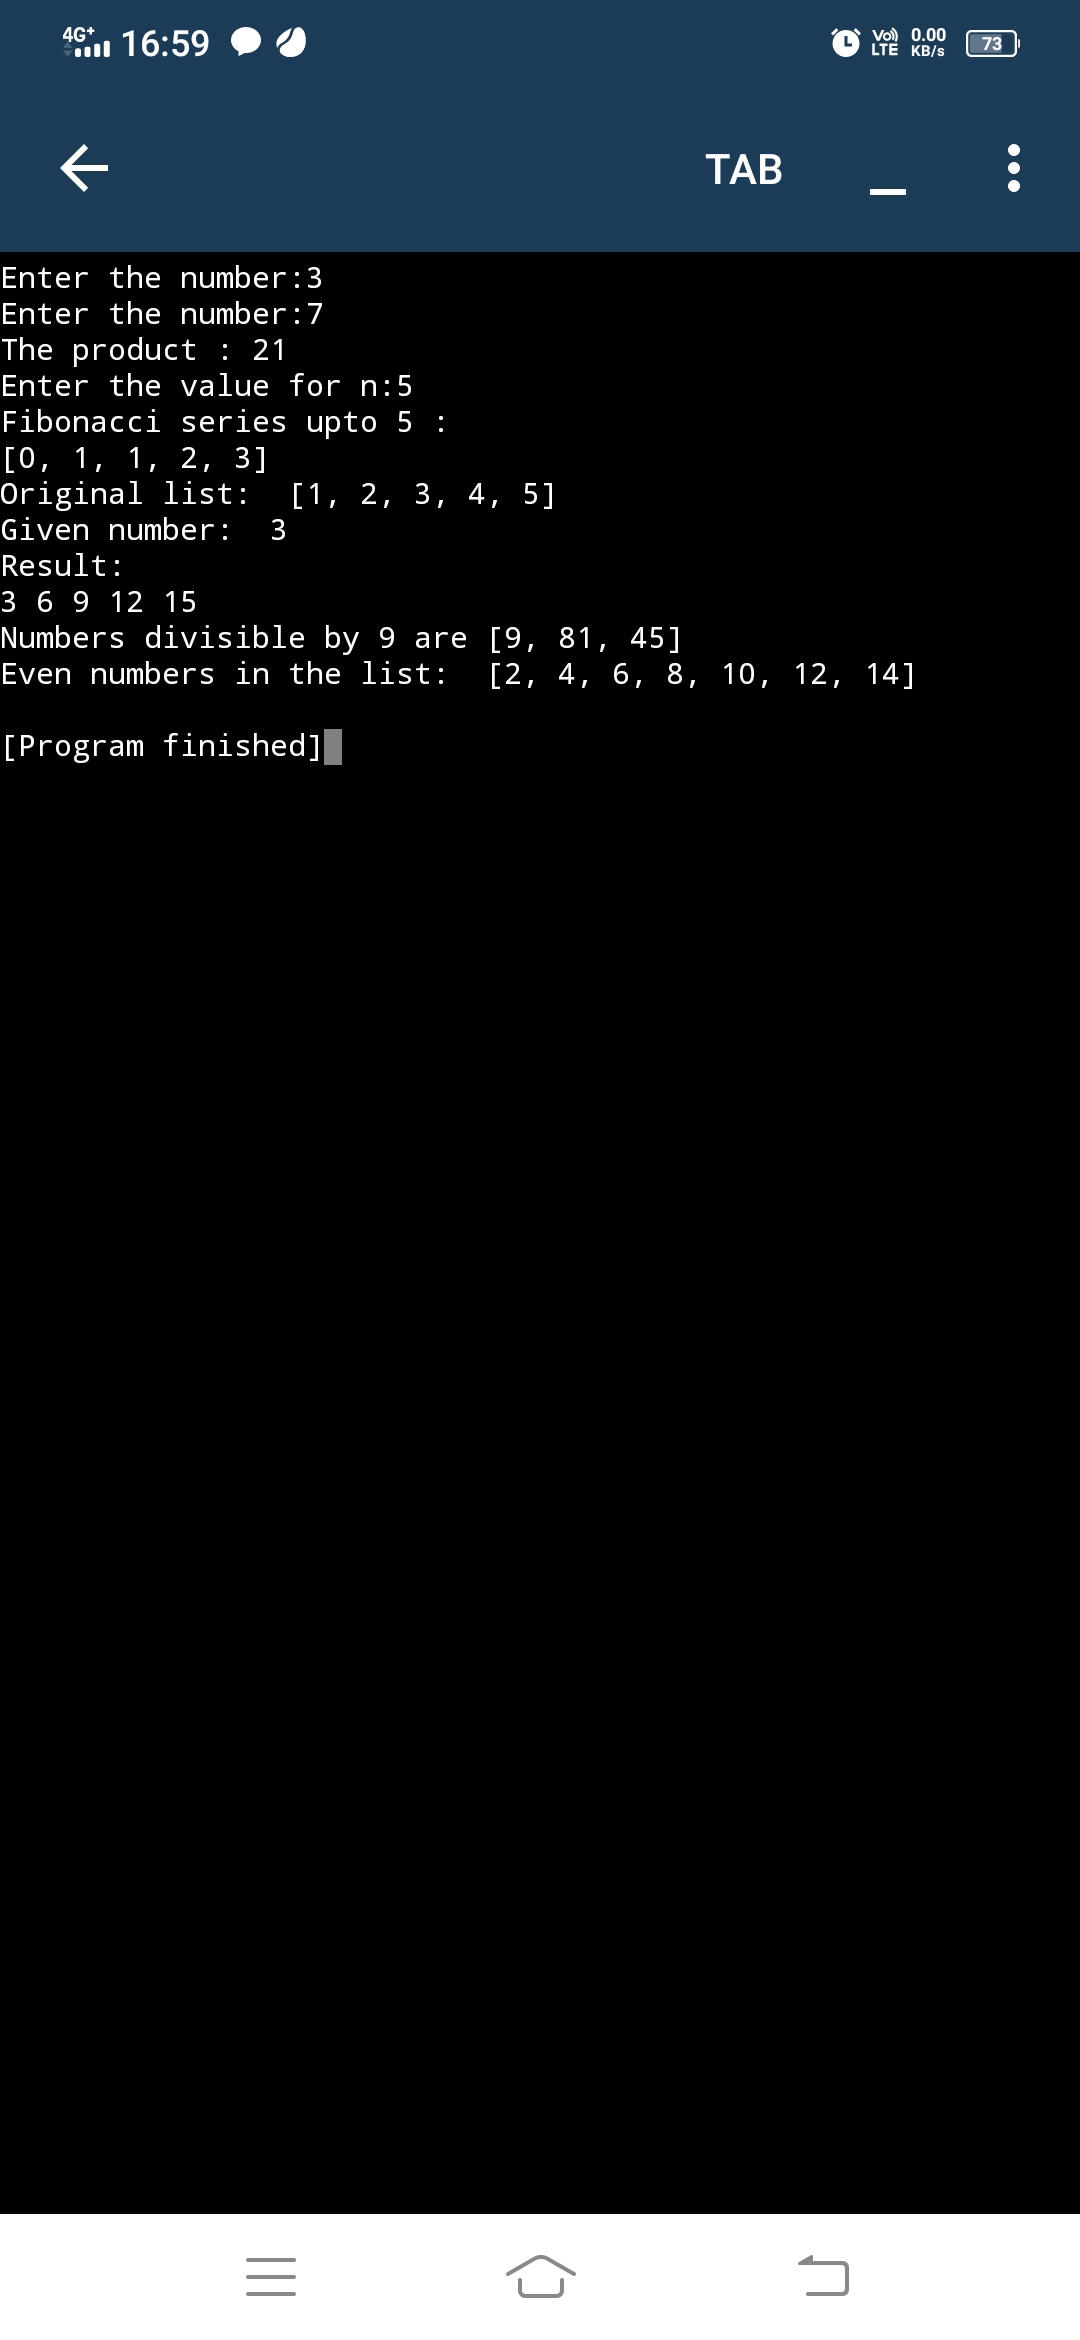 4G+ 16:59 Vo)) LTE 0.00 KB/s 73
TAB
Enter the number:3
Enter the number:7
The product : 21
Enter the value for n:5
Fibonacci series upto 5 :
[0, 1, 1, 2, 3]
Original list:  [1, 2, 3, 4, 5]
Given number:  3
Result:
3 6 9 12 15
Numbers divisible by 9 are [9, 81, 45]
Even numbers in the list:  [2, 4, 6, 8, 10, 12, 14]
[Program finished]